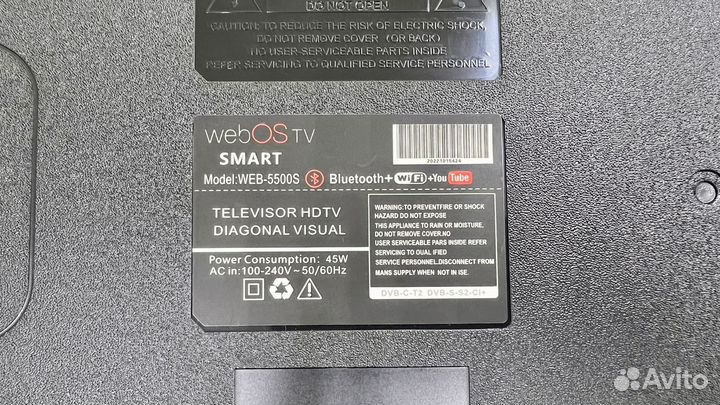 DO NOT OPEN
CAUTION: TO REDUCE THE RISK OF ELECTRIC SHOCK,
DO NOT REMOVE COVER (OR BACK)
NO USER-SERVICEABLE PARTS INSIDE
REFER SERVICING TO QUALIFIED SERVICE PERSONNEL
webOS TV
SMART
20221015424
Model:WEB-5500S Bluetooth+WiFi+YouTube
TELEVISOR HDTV
DIAGONAL VISUAL
Power Consumption: 45W
AC in:100-240V~50/60Hz
WARNING:TO PREVENTFIRE OR SHOCK
HAZARD DO NOT EXPOSE
THIS APPLIANCE TO RAIN OR MOISTURE.
DO NOT REMOVE COVER.NO
USER SERVICEABLE PARS INSIDE REFER
SERVICING TO QUAL IFIED
SERVICE PERSONNEL.DISCONNECT FROM
MANS SUPPLY WHEN NOT IN ISE.
DVB-C-T2 DVB-S-S2-CI+
Avito